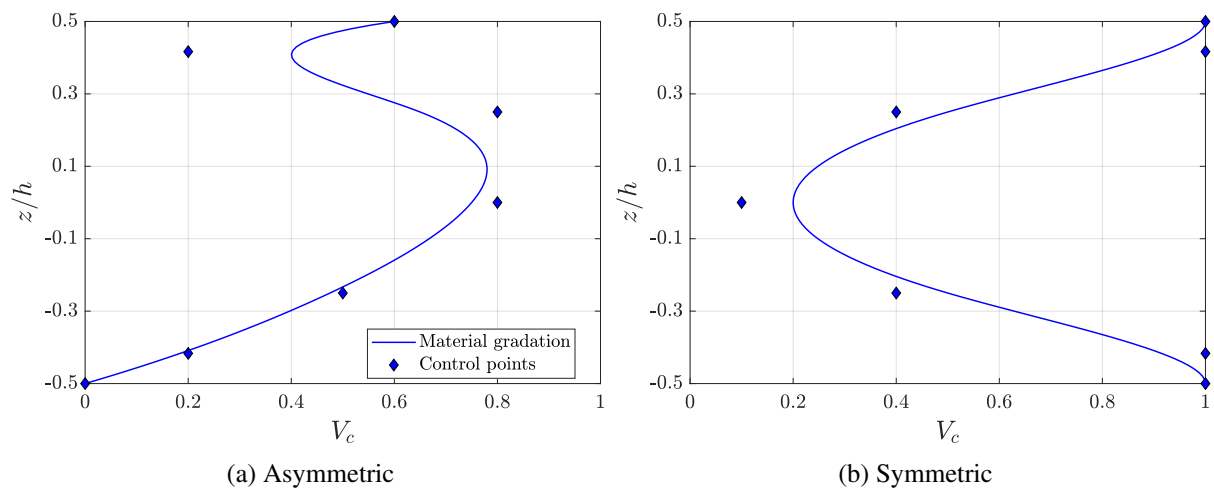 0.5
0.3
0.1
-0.1
-0.3
-0.5
z/h
0 0.2 0.4 0.6 0.8 1
V_c
Material gradation
Control points
(a) Asymmetric
0.5
0.3
0.1
-0.1
-0.3
-0.5
z/h
0 0.2 0.4 0.6 0.8 1
V_c
(b) Symmetric